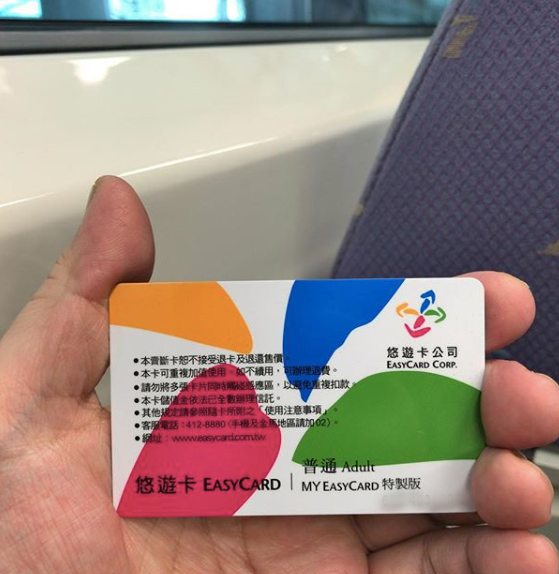 悠遊卡公司
EASYCARD CORP.
• 本賣斷卡恕不接受退卡及退還售價。
• 本卡可重複加值使用，如不續用，可辦理退費。
• 請勿將多張卡片同時觸碰感應區，以避免重複扣款。
• 本卡儲值金依法已全數辦理信託。
• 其他規定請參照隨卡所附之「使用注意事項」。
• 客服電話：412-8880（手機及金馬地區請加02）。
• 網址：www.easycard.com.tw
悠遊卡 EASYCARD
普通 Adult
MY EASYCARD 特製版